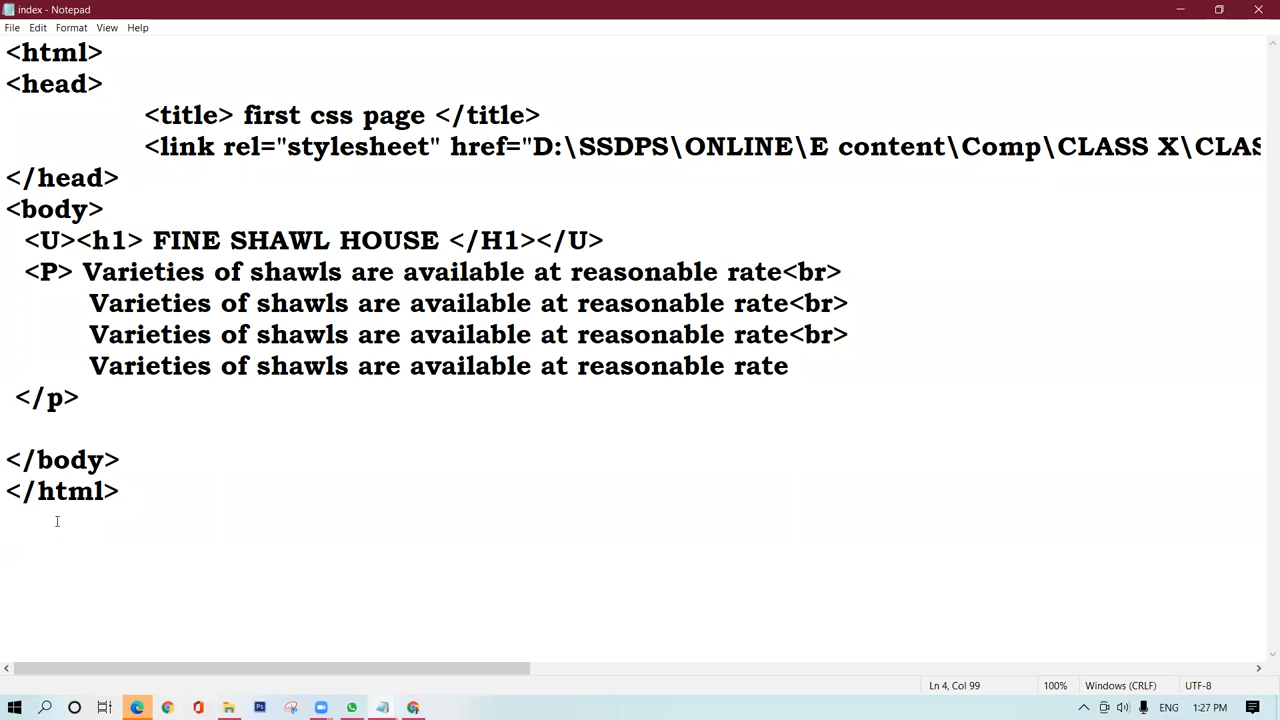 index - Notepad
File Edit Format View Help
<html>
<head>
<title> first css page </title>
<link rel="stylesheet" href="D:\SSDPS\ONLINE\E content\Comp\CLASS X\CLAS
</head>
<body>
<U><h1> FINE SHAWL HOUSE </H1></U>
<P> Varieties of shawls are available at reasonable rate<br>
Varieties of shawls are available at reasonable rate<br>
Varieties of shawls are available at reasonable rate<br>
Varieties of shawls are available at reasonable rate
</p>
</body>
</html>
Ln 4, Col 99 100% Windows (CRLF) UTF-8
ENG 1:27 PM